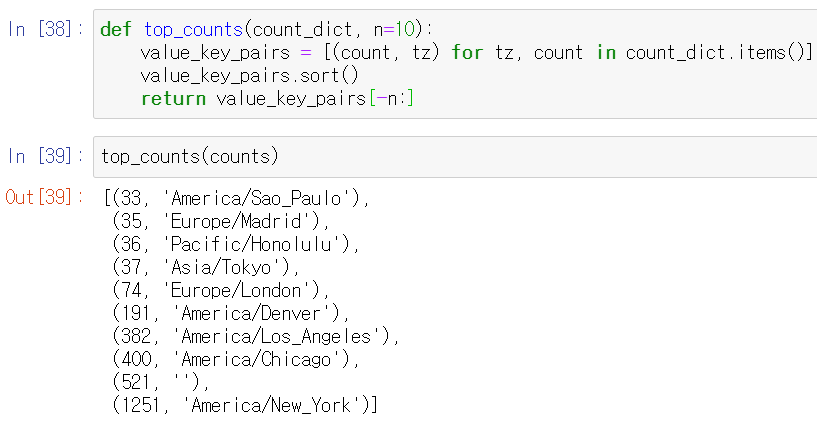 In [38]: def top_counts(count_dict, n=10):
    value_key_pairs = [(count, tz) for tz, count in count_dict.items()]
    value_key_pairs.sort()
    return value_key_pairs[-n:]
In [39]: top_counts(counts)
Out[39]: [(33, 'America/Sao_Paulo'),
 (35, 'Europe/Madrid'),
 (36, 'Pacific/Honolulu'),
 (37, 'Asia/Tokyo'),
 (74, 'Europe/London'),
 (191, 'America/Denver'),
 (382, 'America/Los_Angeles'),
 (400, 'America/Chicago'),
 (521, ''),
 (1251, 'America/New_York')]